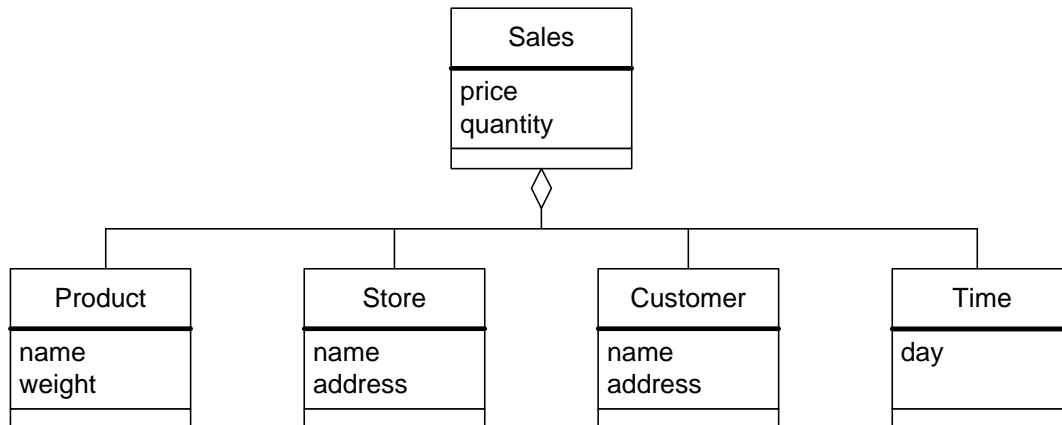 Sales
price
quantity
Product
name
weight
Store
name
address
Customer
name
address
Time
day